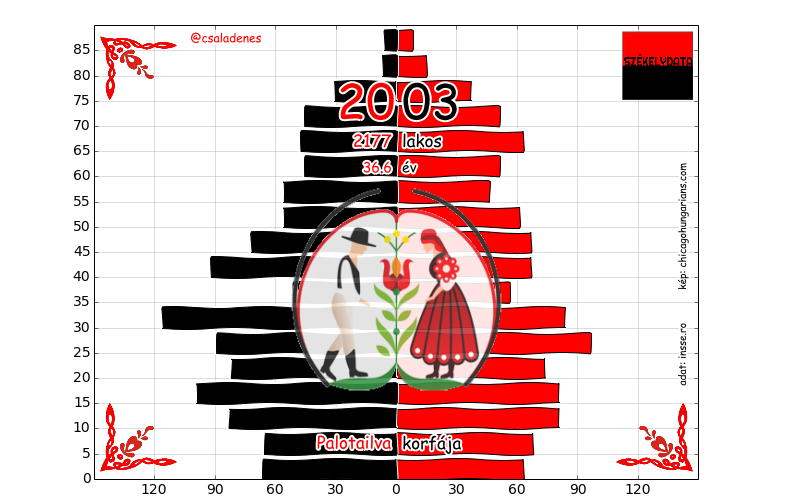 @csaladenes
SZÉKELYDATA
2003
2177 lakos
36.6 év
kép: chicagohungarians.com
adat: insse.ro
Palotailva korfája
85
80
75
70
65
60
55
50
45
40
35
30
25
20
15
10
5
0
120 90 60 30 0 30 60 90 120